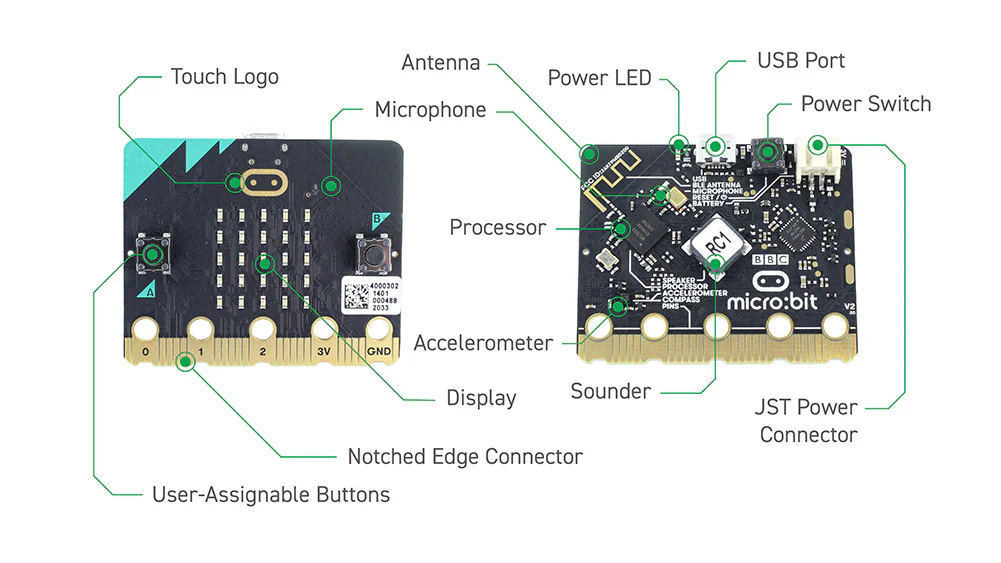 Touch Logo
Antenna
Microphone
Power LED
USB Port
Power Switch
B
A
4000302
1401
000488
2033
0
1
2
3V
GND
Processor
Accelerometer
Display
Notched Edge Connector
User-Assignable Buttons
USB
BLE ANTENNA
MICROPHONE
RESET /
BATTERY
RC1
BBC
micro:bit
V2
SPEAKER
PROCESSOR
ACCELEROMETER
COMPASS
PINS
Sounder
JST Power
Connector